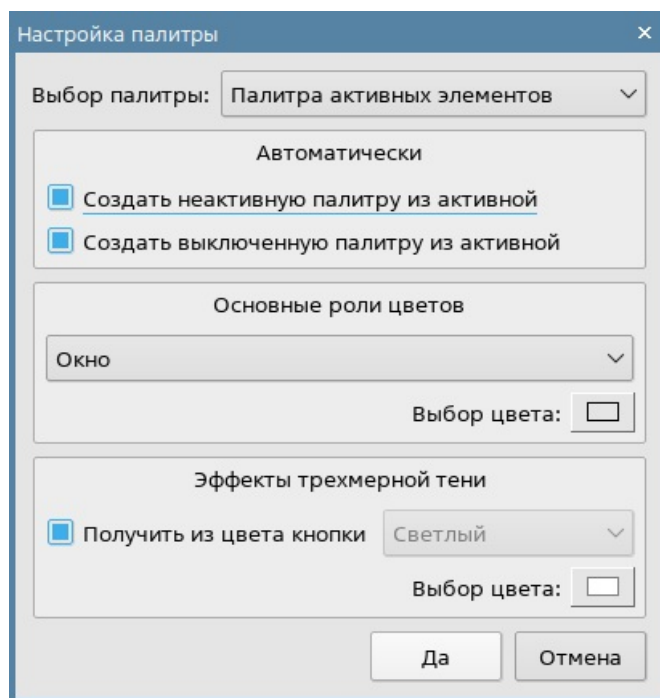 Настройка палитры
Выбор палитры: Палитра активных элементов
Автоматически
Создать неактивную палитру из активной
Создать выключенную палитру из активной
Основные роли цветов
Окно
Выбор цвета:
Эффекты трехмерной тени
Получить из цвета кнопки Светлый
Выбор цвета:
Да Отмена